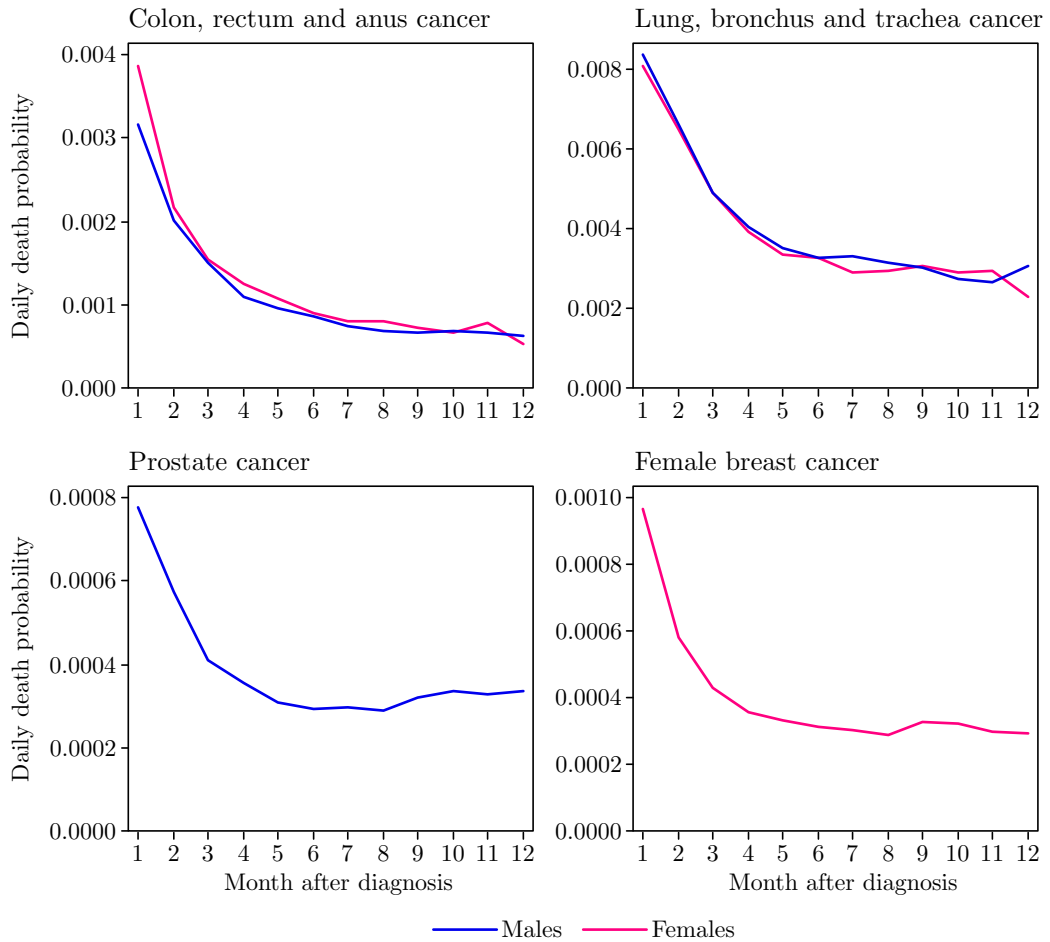 Colon, rectum and anus cancer
Daily death probability
0.004
0.003
0.002
0.001
0.000
1 2 3 4 5 6 7 8 9 10 11 12
Lung, bronchus and trachea cancer
0.008
0.006
0.004
0.002
0.000
1 2 3 4 5 6 7 8 9 10 11 12
Prostate cancer
Daily death probability
0.0008
0.0006
0.0004
0.0002
0.0000
1 2 3 4 5 6 7 8 9 10 11 12
Month after diagnosis
Female breast cancer
0.0010
0.0008
0.0006
0.0004
0.0002
0.0000
1 2 3 4 5 6 7 8 9 10 11 12
Month after diagnosis
Males Females